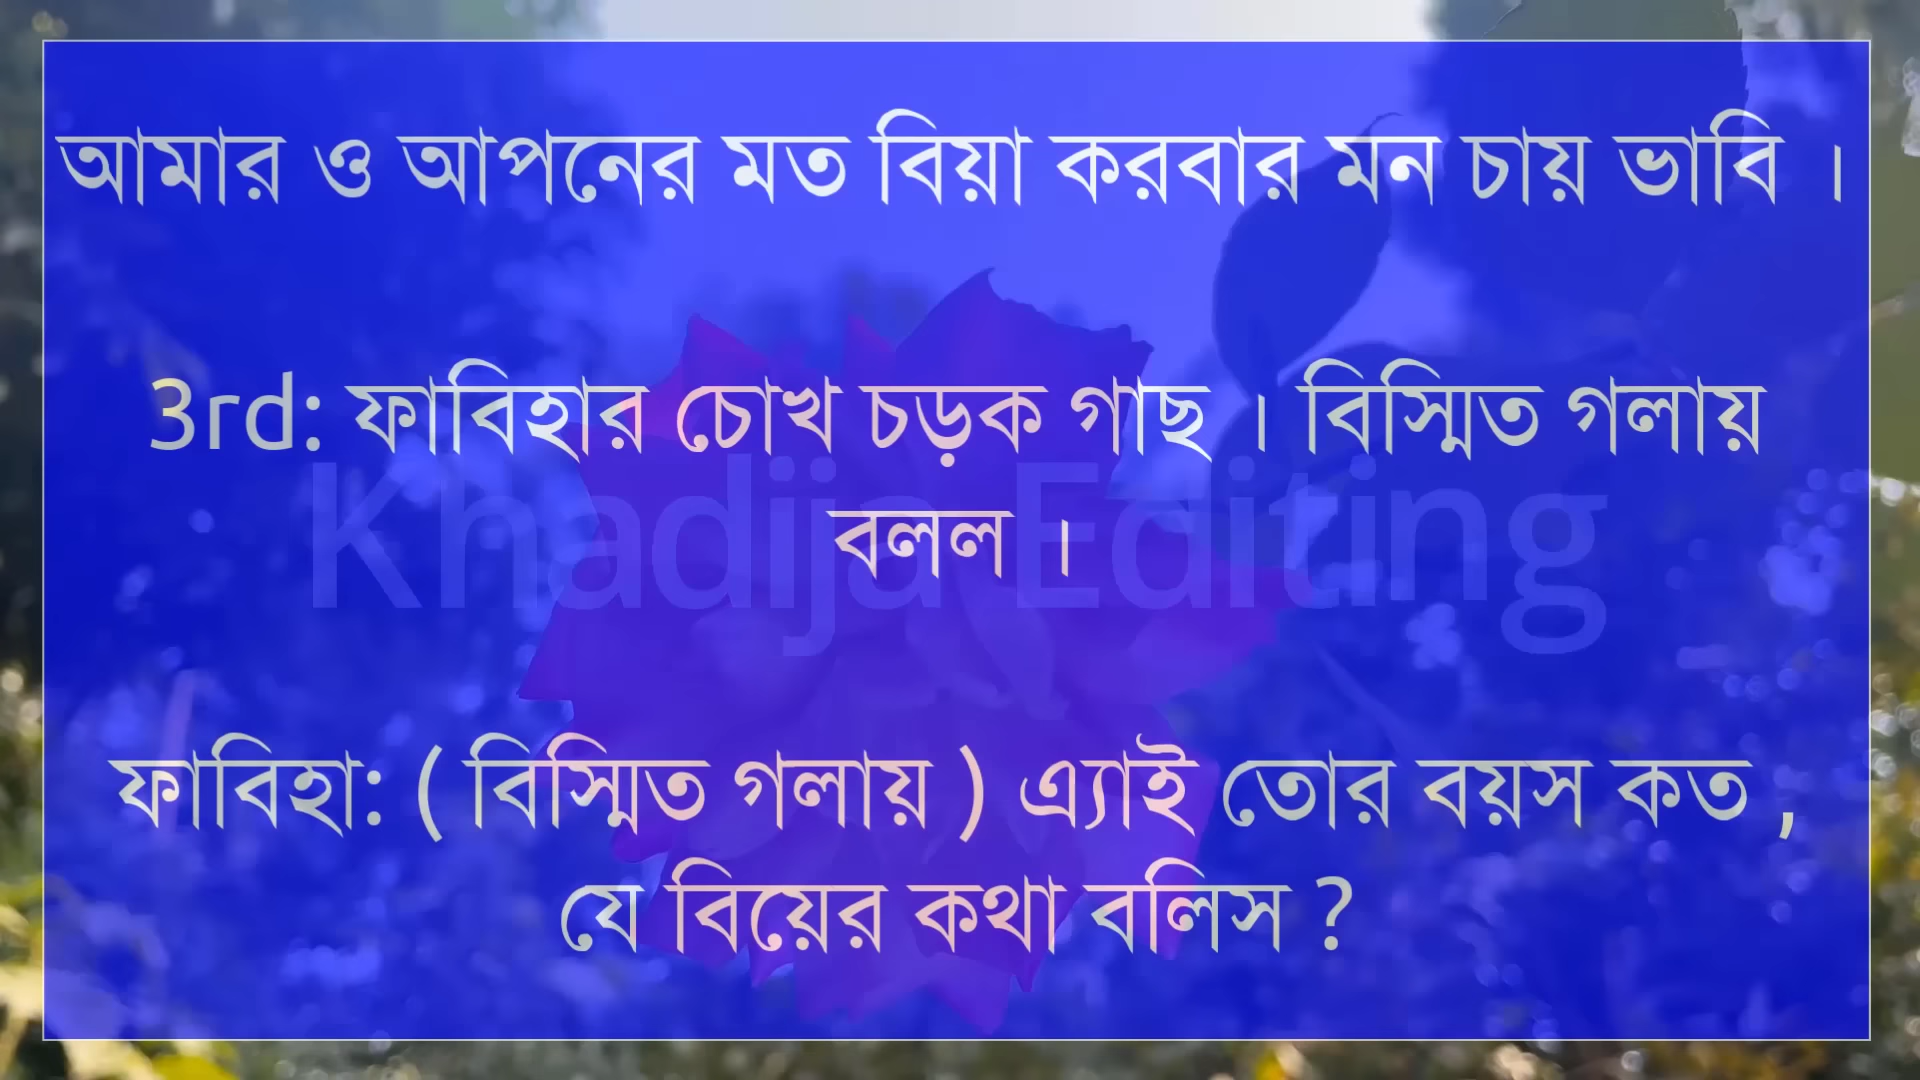 আমার ও আপনের মত বিয়া করবার মন চায় ভাবি ।
3rd: ফাবিহার চোখ চড়ক গাছ । বিস্মিত গলায়
বলল ।
Khadija Editing
ফাবিহা: ( বিস্মিত গলায় ) এ্যাই তোর বয়স কত ,
যে বিয়ের কথা বলিস ?